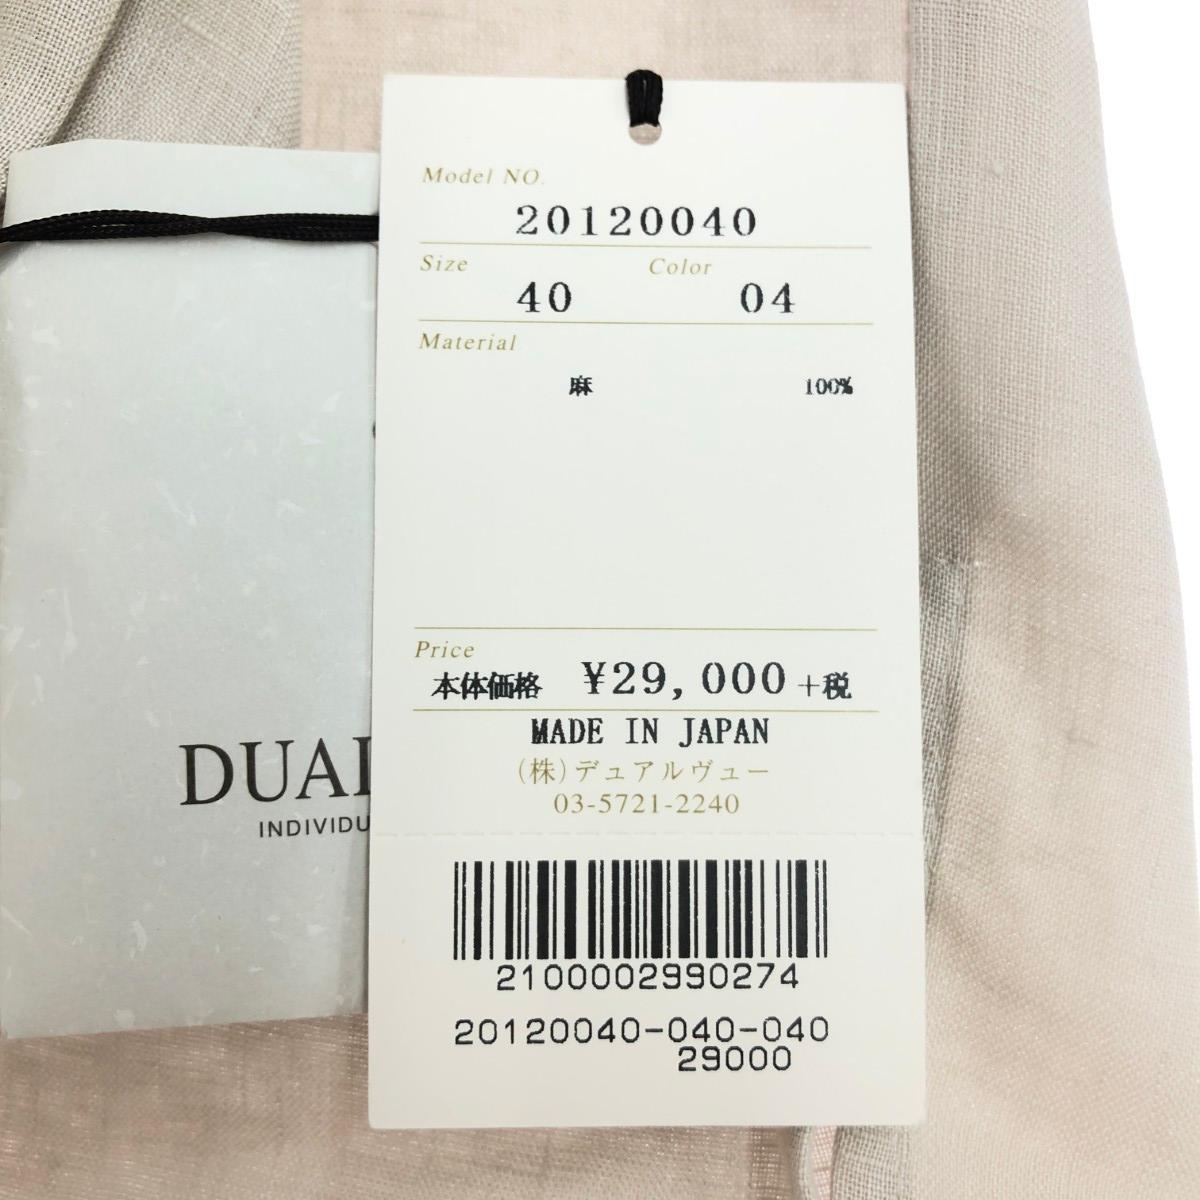 Model NO.
20120040
Size Color
40 04
Material
麻 100%
Price
本体価格 ¥29,000+税
MADE IN JAPAN
(株)デュアルヴュー
03-5721-2240
2100002990274
20120040-040-040
29000
DUAL
INDIVIDU